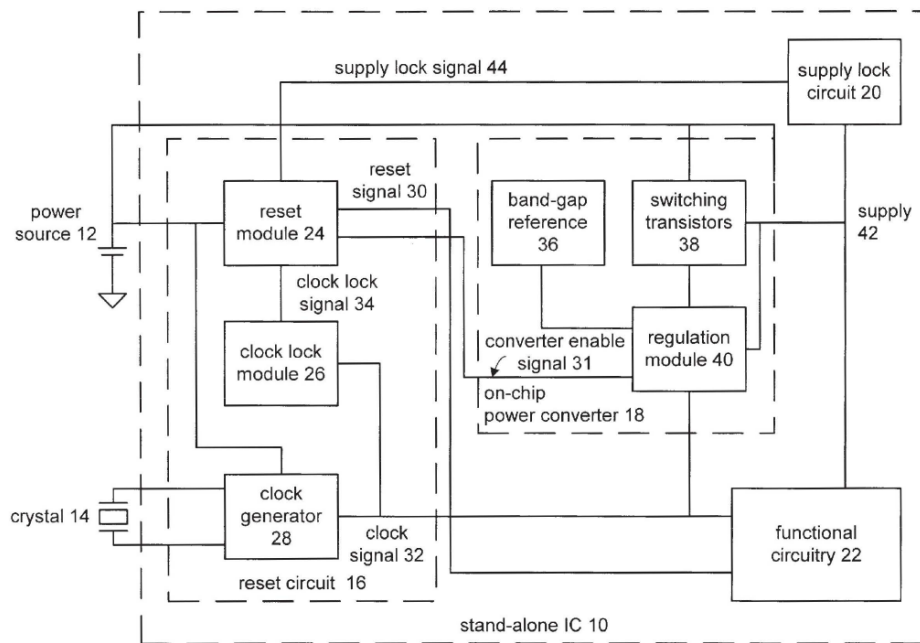 supply lock signal 44
supply lock
circuit 20
reset
signal 30
power
source 12
reset
module 24
band-gap
reference
36
switching
transistors
38
supply
42
clock lock
signal 34
clock lock
module 26
converter enable
signal 31
regulation
module 40
on-chip
power converter 18
crystal 14
clock
generator
28
clock
signal 32
functional
circuitry 22
reset circuit 16
stand-alone IC 10